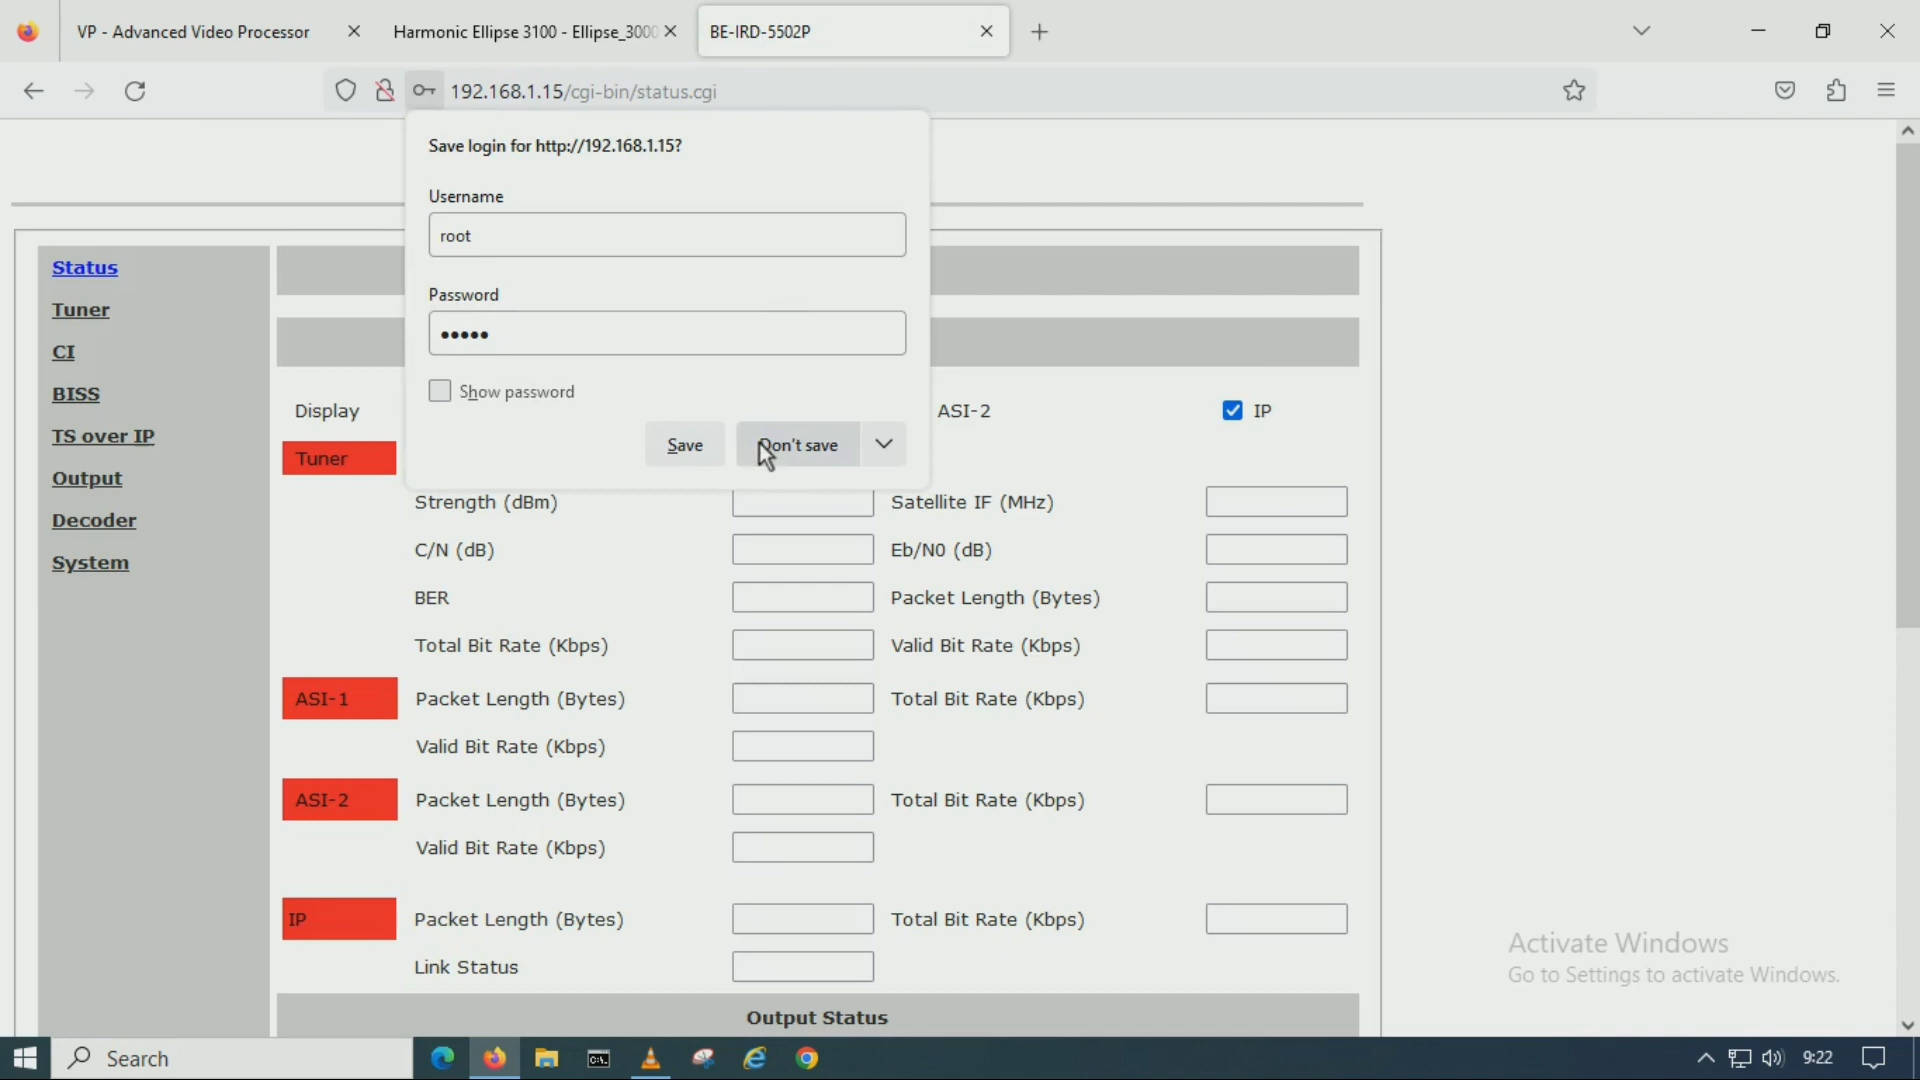 VP - Advanced Video Processor
Harmonic Ellipse 3100 - Ellipse_3000
BE-IRD-5502P
192.168.1.15/cgi-bin/status.cgi
Save login for http://192.168.1.15?
Username
root
Password
•••••
Show password
Save
Don't save
Status
Tuner
CI
BISS
TS over IP
Output
Decoder
System
Display
ASI-2
IP
Tuner
Strength (dBm)
Satellite IF (MHz)
C/N (dB)
Eb/N0 (dB)
BER
Packet Length (Bytes)
Total Bit Rate (Kbps)
Valid Bit Rate (Kbps)
ASI-1
Packet Length (Bytes)
Total Bit Rate (Kbps)
Valid Bit Rate (Kbps)
ASI-2
Packet Length (Bytes)
Total Bit Rate (Kbps)
Valid Bit Rate (Kbps)
IP
Packet Length (Bytes)
Total Bit Rate (Kbps)
Link Status
Output Status
Activate Windows
Go to Settings to activate Windows.
Search
9:22